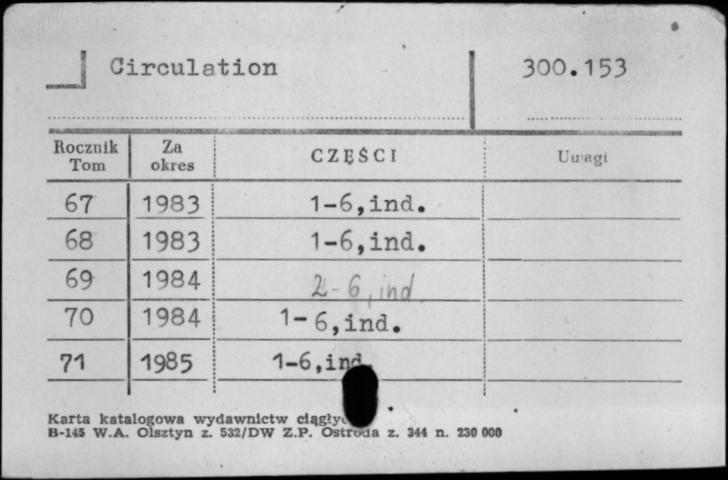 Circulation 300.153
Rocznik Tom Za okres CZĘŚCI Uwagi
67 1983 1-6,ind.
68 1983 1-6,ind.
69 1984 2-6,ind
70 1984 1-6,ind.
71 1985 1-6,ind.
Karta katalogowa wydawnictw
B-145 W.A. Olsztyn z. 532/DW Z.P. Ostróda z. 344 n. 230 000